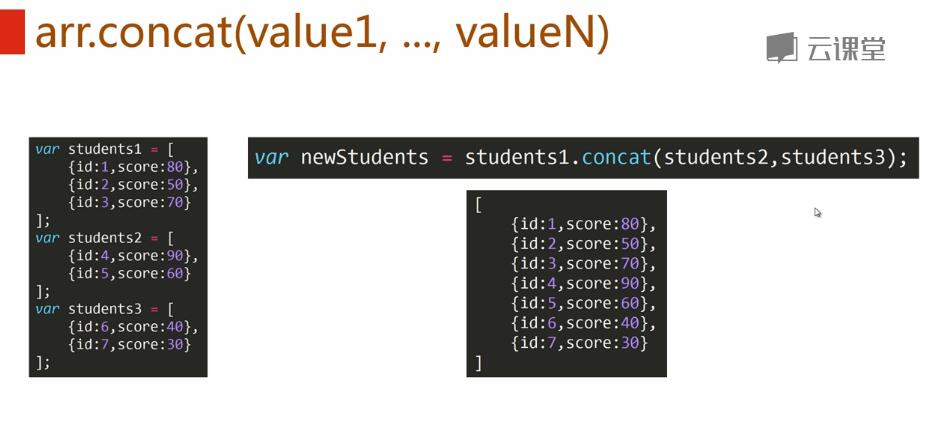 arr.concat(value1, ..., valueN)
云课堂
var students1 = [
{id:1,score:80},
{id:2,score:50},
{id:3,score:70}
];
var students2 = [
{id:4,score:90},
{id:5,score:60}
];
var students3 = [
{id:6,score:40},
{id:7,score:30}
];
var newStudents = students1.concat(students2,students3);
[
{id:1,score:80},
{id:2,score:50},
{id:3,score:70},
{id:4,score:90},
{id:5,score:60},
{id:6,score:40},
{id:7,score:30}
]